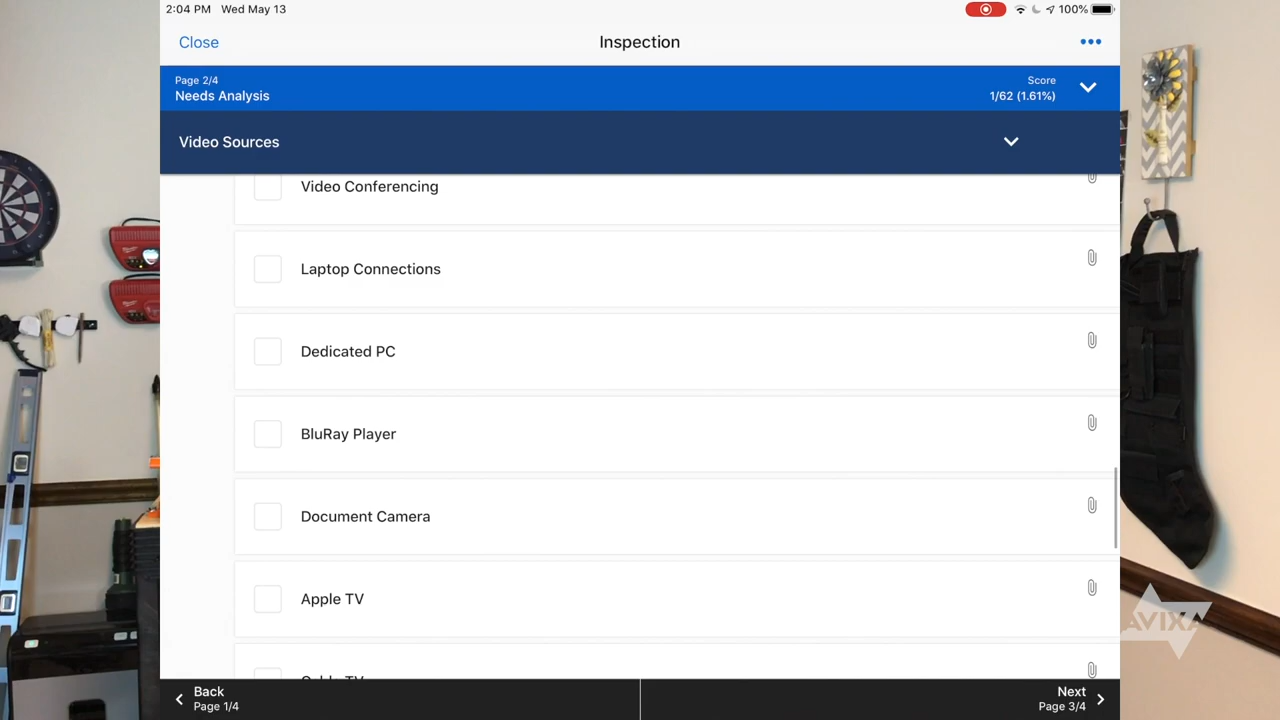 2:04 PM Wed May 13
100%
Close
Inspection
Page 2/4
Needs Analysis
Score
1/62 (1.61%)
Video Sources
Video Conferencing
Laptop Connections
Dedicated PC
BluRay Player
Document Camera
Apple TV
Cable TV
Back
Page 1/4
Next
Page 3/4
AVIXA